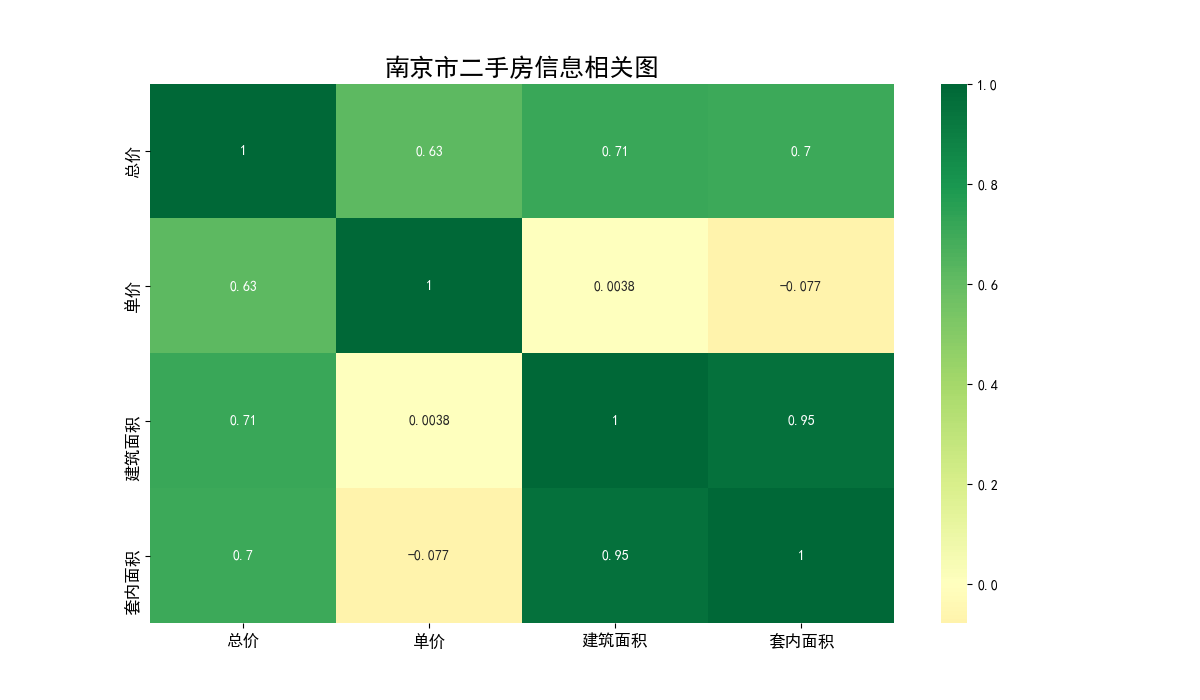 南京市二手房信息相关图
总价 1 0.63 0.71 0.7
单价 0.63 1 0.0038 -0.077
建筑面积 0.71 0.0038 1 0.95
套内面积 0.7 -0.077 0.95 1
总价 单价 建筑面积 套内面积
1.0
0.8
0.6
0.4
0.2
0.0